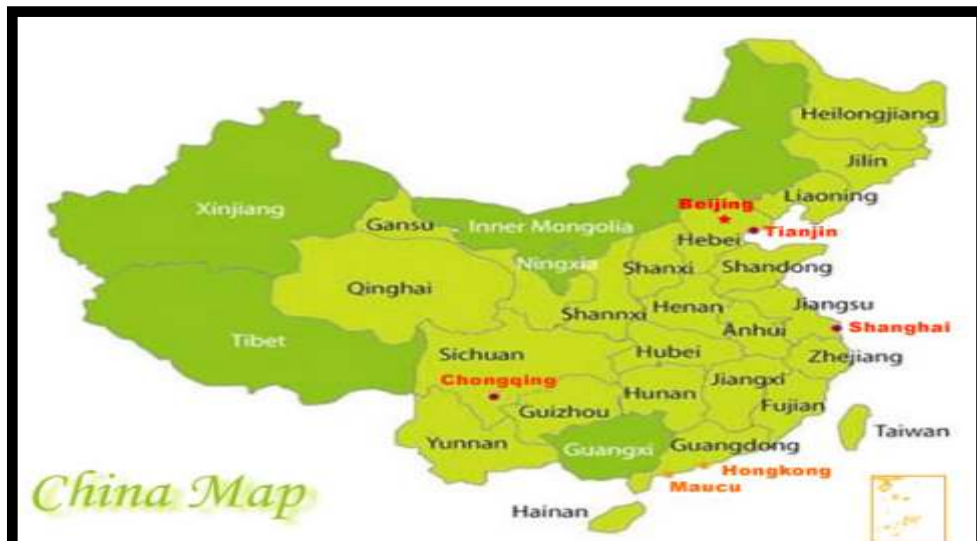 Heilongjiang
Jilin
Liaoning
Xinjiang
Beijing
Gansu
Inner Mongolia
Tianjin
Hebei
Ningxia
Shanxi
Shandong
Qinghai
Henan
Jiangsu
Shannxi
Anhui
Shanghai
Tibet
Sichuan
Hubei
Zhejiang
Chongqing
Jiangxi
Hunan
Guizhou
Fujian
Taiwan
Yunnan
Guangxi
Guangdong
Hongkong
Maucu
China Map
Hainan